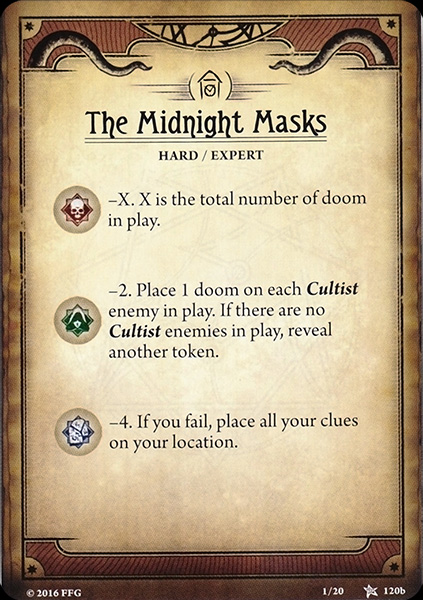 The Midnight Masks
HARD / EXPERT
–X. X is the total number of doom
in play.
–2. Place 1 doom on each Cultist
enemy in play. If there are no
Cultist enemies in play, reveal
another token.
–4. If you fail, place all your clues
on your location.
© 2016 FFG
1/20
120b